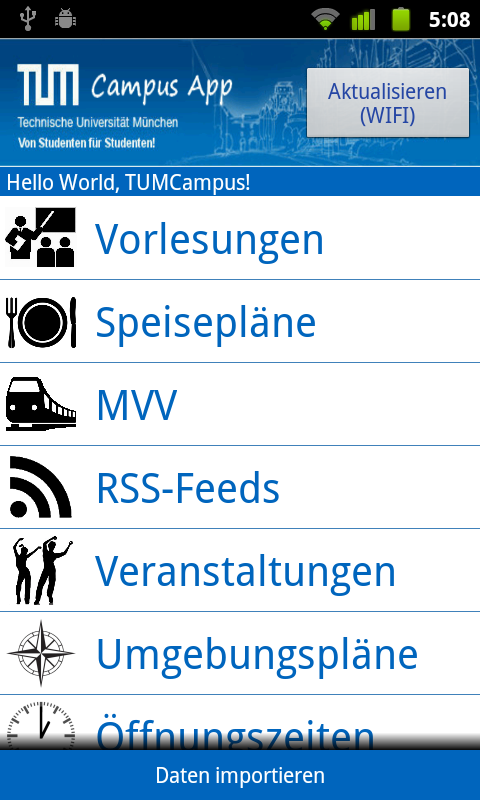 5:08
TUM Campus App
Technische Universität München
Von Studenten für Studenten!
Aktualisieren
(WIFI)
Hello World, TUMCampus!
Vorlesungen
Speisepläne
MVV
RSS-Feeds
Veranstaltungen
Umgebungspläne
Öffnungszeiten
Daten importieren